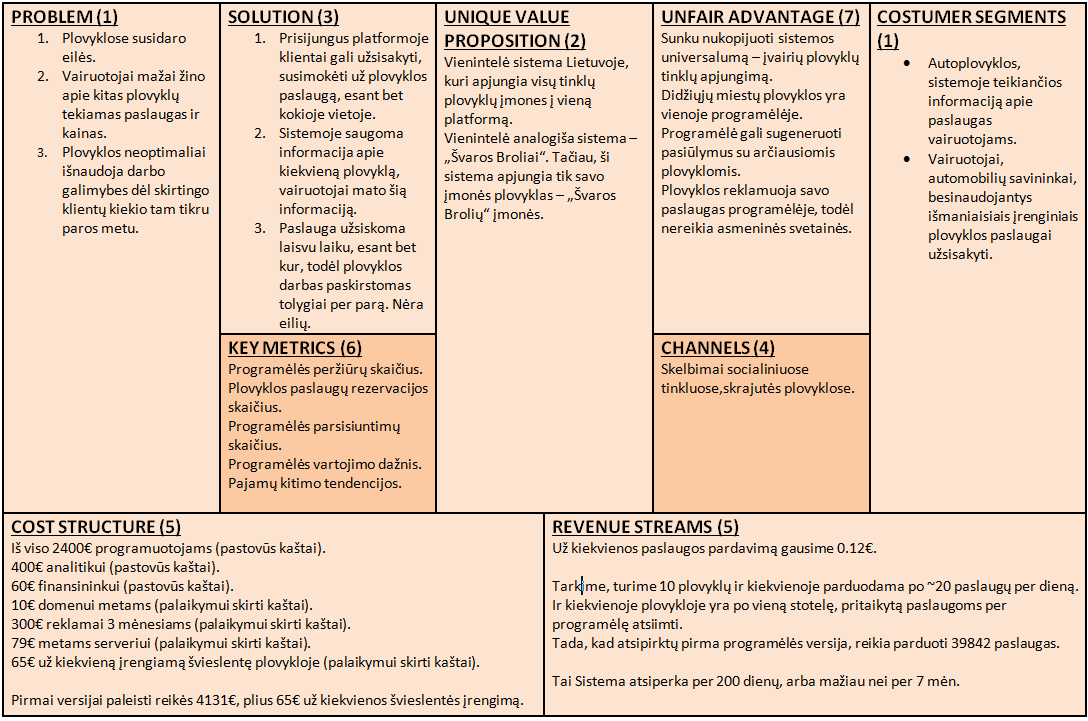 PROBLEM (1)
1. Plovyklose susidaro
eilės.
2. Vairuotojai mažai žino
apie kitas plovyklų
tekiamas paslaugas ir
kainas.
3. Plovyklos neoptimaliai
išnaudoja darbo
galimybes dėl skirtingo
klientų kiekio tam tikru
paros metu.
SOLUTION (3)
1. Prisijungus platformoje
klientai gali užsisakyti,
susimokėti už plovyklos
paslaugą, esant bet
kokioje vietoje.
2. Sistemoje saugoma
informacija apie
kiekvieną plovyklą,
vairuotojai mato šią
informaciją.
3. Paslauga užsiskoma
laisvu laiku, esant bet
kur, todėl plovyklos
darbas paskirstomas
tolygiai per parą. Nėra
eilių.
KEY METRICS (6)
Programėlės peržiūrų skaičius.
Plovyklos paslaugų rezervacijos
skaičius.
Programėlės parsisiuntimų
skaičius.
Programėlės vartojimo dažnis.
Pajamų kitimo tendencijos.
UNIQUE VALUE
PROPOSITION (2)
Vienintelė sistema Lietuvoje,
kuri apjungia visų tinklų
plovyklų įmones į vieną
platformą.
Vienintelė analogiša sistema –
„Švaros Broliai“. Tačiau, ši
sistema apjungia tik savo
įmonės plovyklas – „Švaros
Brolių“ įmonės.
UNFAIR ADVANTAGE (7)
Sunku nukopijuoti sistemos
universalumą – įvairių plovyklų
tinklų apjungimą.
Didžiųjų miestų plovyklos yra
vienoje programėlėje.
Programėlė gali sugeneruoti
pasiūlymus su arčiausiomis
plovyklomis.
Plovyklos reklamuoja savo
paslaugas programėlėje, todėl
nereikia asmeninės svetainės.
CHANNELS (4)
Skelbimai socialiniuose
tinkluose,skrajutės plovyklose.
COSTUMER SEGMENTS
(1)
• Autoplovyklos,
sistemoje teikiančios
informaciją apie
paslaugas
vairuotojams.
• Vairuotojai,
automobilių savininkai,
besinaudojantys
išmaniaisiais įrenginiais
plovyklos paslaugai
užsisakyti.
COST STRUCTURE (5)
Iš viso 2400€ programuotojams (pastovūs kaštai).
400€ analitikui (pastovūs kaštai).
60€ finansininkui (pastovūs kaštai).
10€ domenui metams (palaikymui skirti kaštai).
300€ reklamai 3 mėnesiams (palaikymui skirti kaštai).
79€ metams serveriui (palaikymui skirti kaštai).
65€ už kiekvieną įrengiamą švieslentę plovykloje (palaikymui skirti kaštai).
Pirmai versijai paleisti reikės 4131€, plius 65€ už kiekvienos švieslentės įrengimą.
REVENUE STREAMS (5)
Už kiekvienos paslaugos pardavimą gausime 0.12€.
Tarkime, turime 10 plovyklų ir kiekvienoje parduodama po ~20 paslaugų per dieną.
Ir kiekvienoje plovykloje yra po vieną stotelę, pritaikytą paslaugoms per
programėlę atsiimti.
Tada, kad atsipirktų pirma programėlės versija, reikia parduoti 39842 paslaugas.
Tai Sistema atsiperka per 200 dienų, arba mažiau nei per 7 mėn.